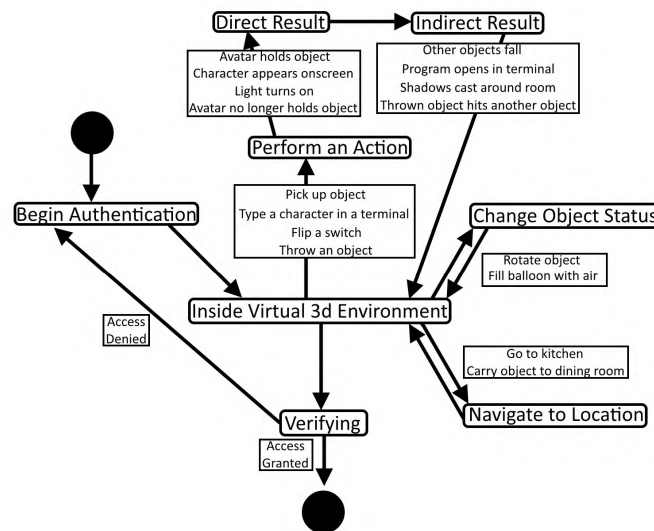 Direct Result
Indirect Result
Avatar holds object
Character appears onscreen
Light turns on
Avatar no longer holds object
Other objects fall
Program opens in terminal
Shadows cast around room
Thrown object hits another object
Perform an Action
Pick up object
Type a character in a terminal
Flip a switch
Throw an object
Begin Authentication
Change Object Status
Rotate object
Fill balloon with air
Inside Virtual 3d Environment
Access
Denied
Go to kitchen
Carry object to dining room
Navigate to Location
Verifying
Access
Granted